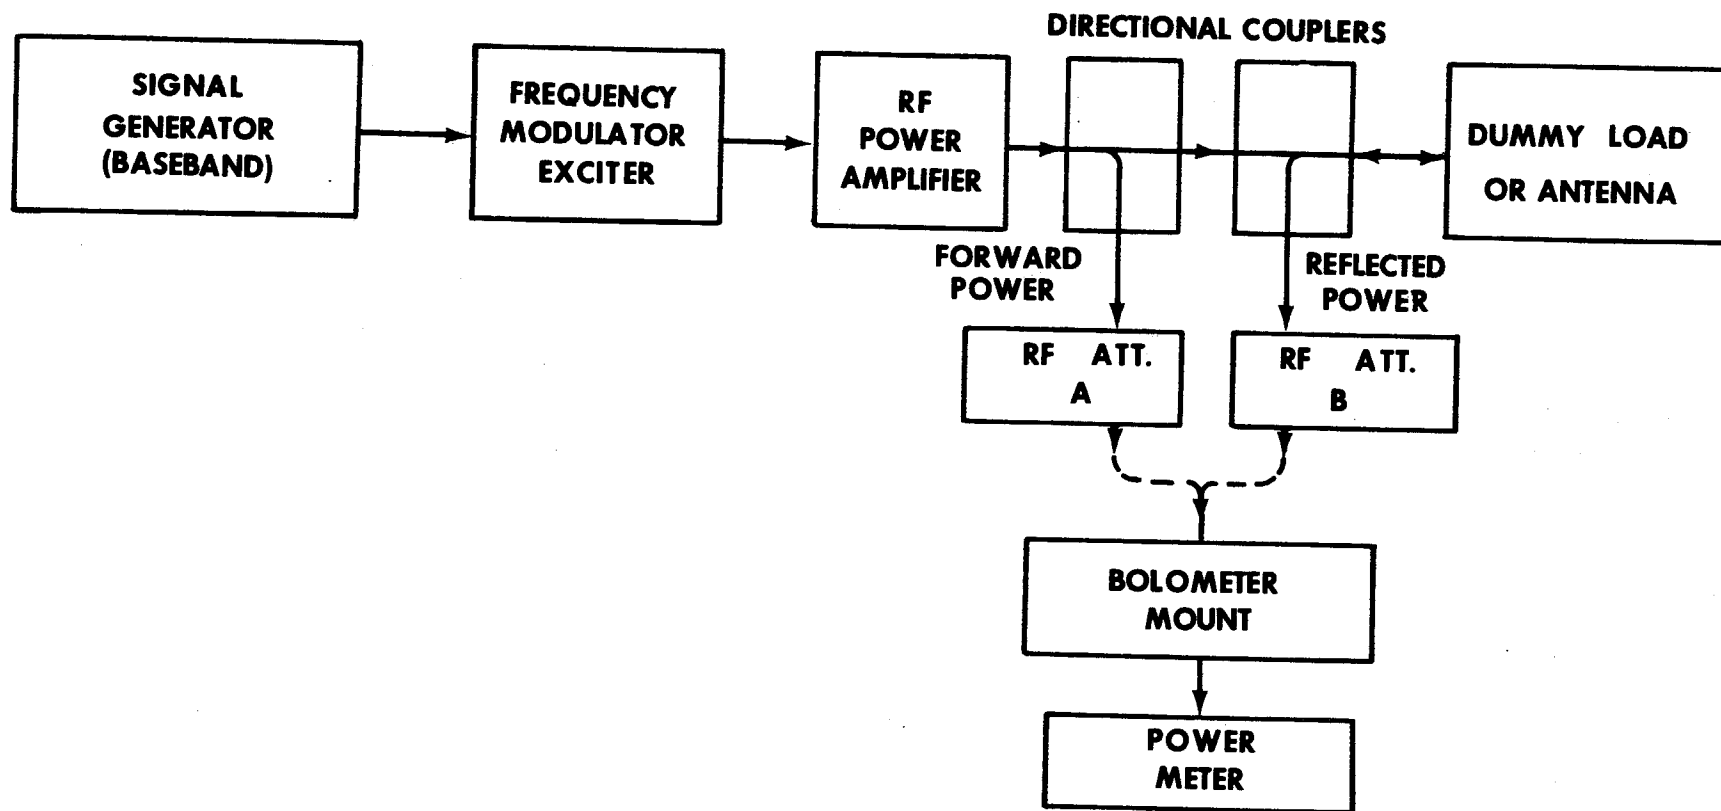 DIRECTIONAL COUPLERS
SIGNAL
GENERATOR
(BASEBAND)
FREQUENCY
MODULATOR
EXCITER
RF
POWER
AMPLIFIER
DUMMY LOAD
OR ANTENNA
FORWARD
POWER
REFLECTED
POWER
RF ATT.
A
RF ATT.
B
BOLOMETER
MOUNT
POWER
METER